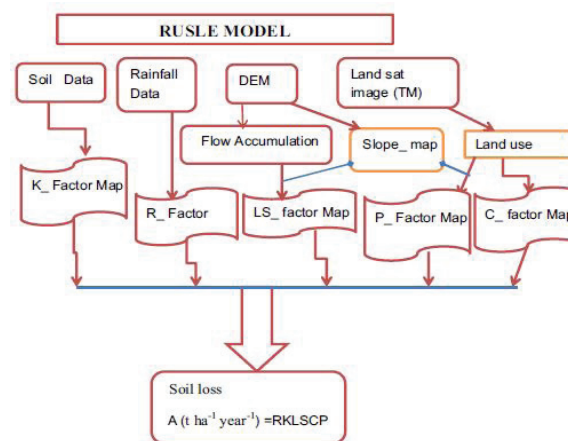 RUSLE MODEL
Soil Data
Rainfall
Data
DEM
Land sat
image (TM)
Flow Accumulation
Slope_ map
Land use
K_ Factor Map
R_ Factor
LS_ factor Map
P_ Factor Map
C_ factor Map
Soil loss
A (t ha⁻¹ year⁻¹) =RKLSCP